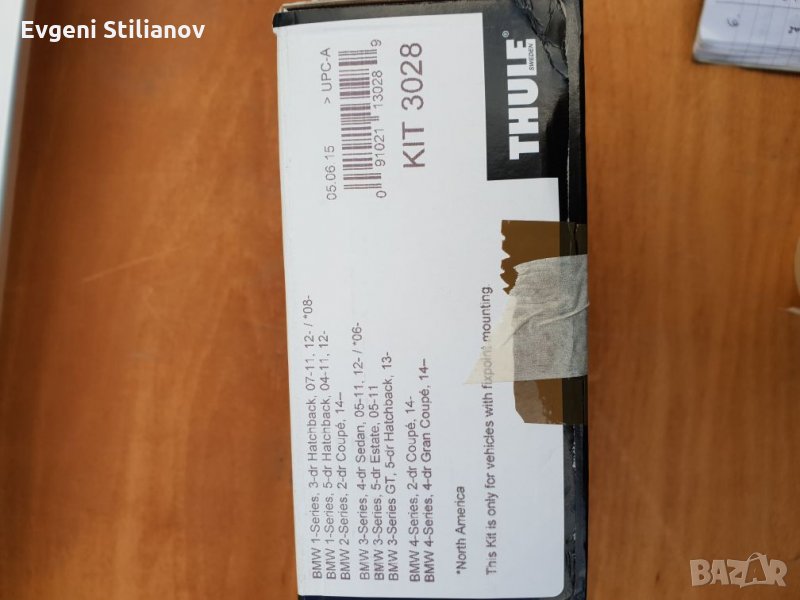 Evgeni Stilianov
05.06.15
> UPC-A
0 91021 13028 9
KIT 3028
THULE®
SWEDEN
BMW 1-Series, 3-dr Hatchback, 07-11, 12- / *08-
BMW 1-Series, 5-dr Hatchback, 04-11, 12-
BMW 2-Series, 2-dr Coupé, 14–
BMW 3-Series, 4-dr Sedan, 05-11, 12- / *06-
BMW 3-Series, 5-dr Estate, 05-11
BMW 3-Series GT, 5-dr Hatchback, 13-
BMW 4-Series, 2-dr Coupé, 14-
BMW 4-Series, 4-dr Gran Coupé, 14–
*North America
This Kit is only for vehicles with fixpoint mounting
BAZAR